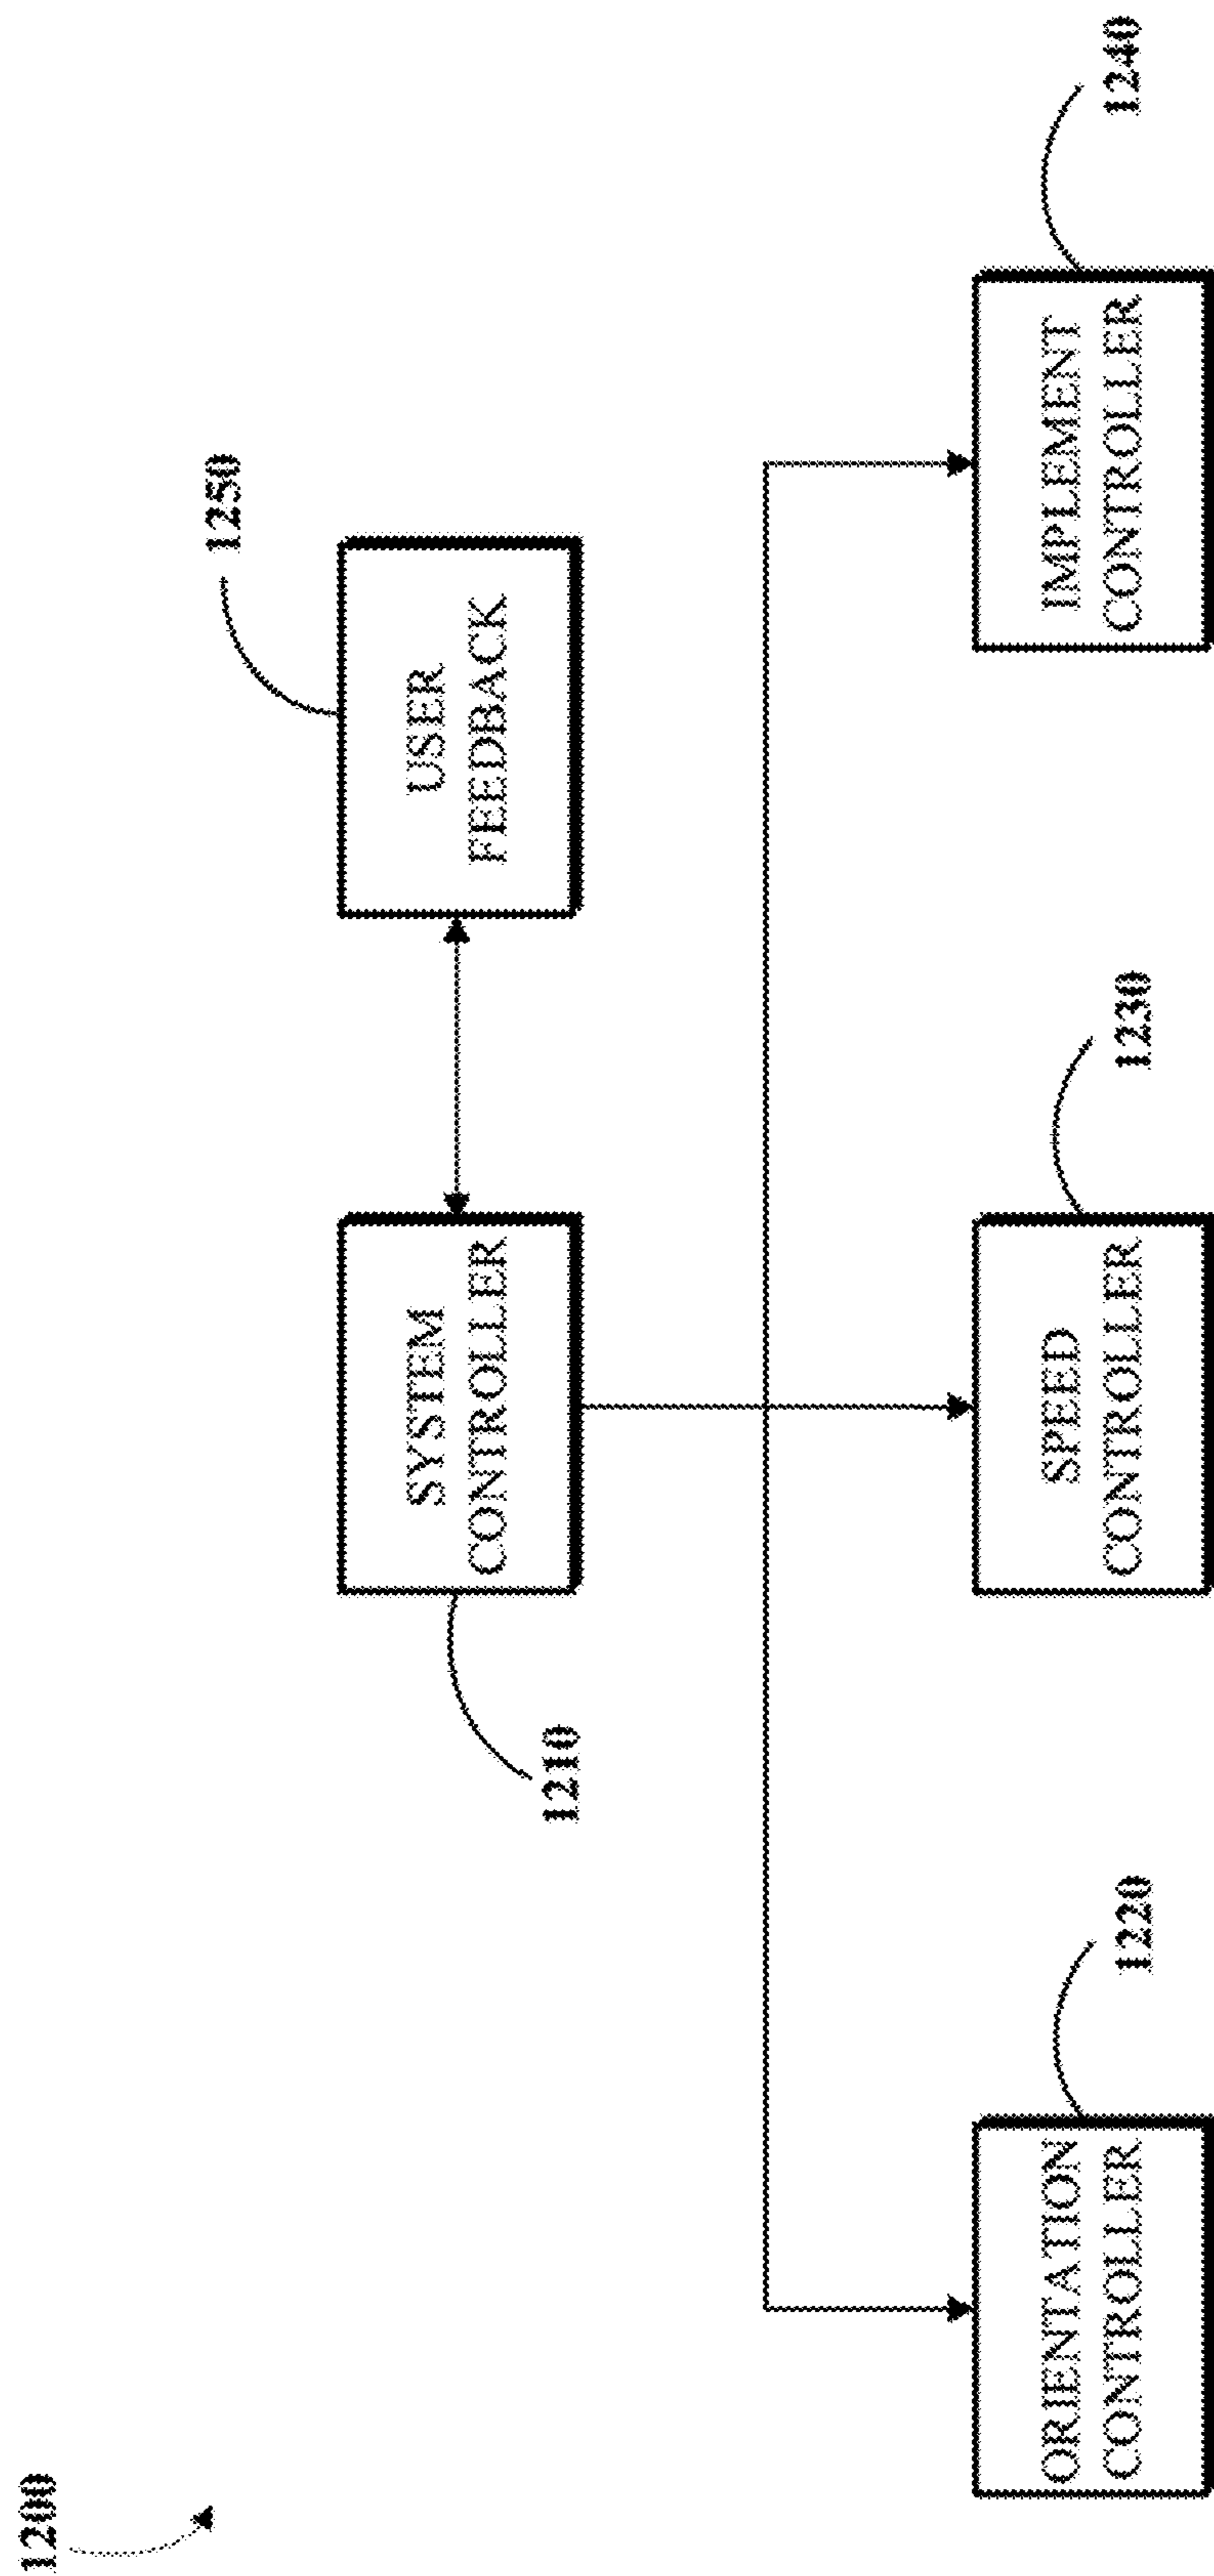 1200
1250
USER
FEEDBACK
SYSTEM
CONTROLLER
1210
1220
1230
1240
ORIENTATION
CONTROLLER
SPEED
CONTROLLER
IMPLEMENT
CONTROLLER